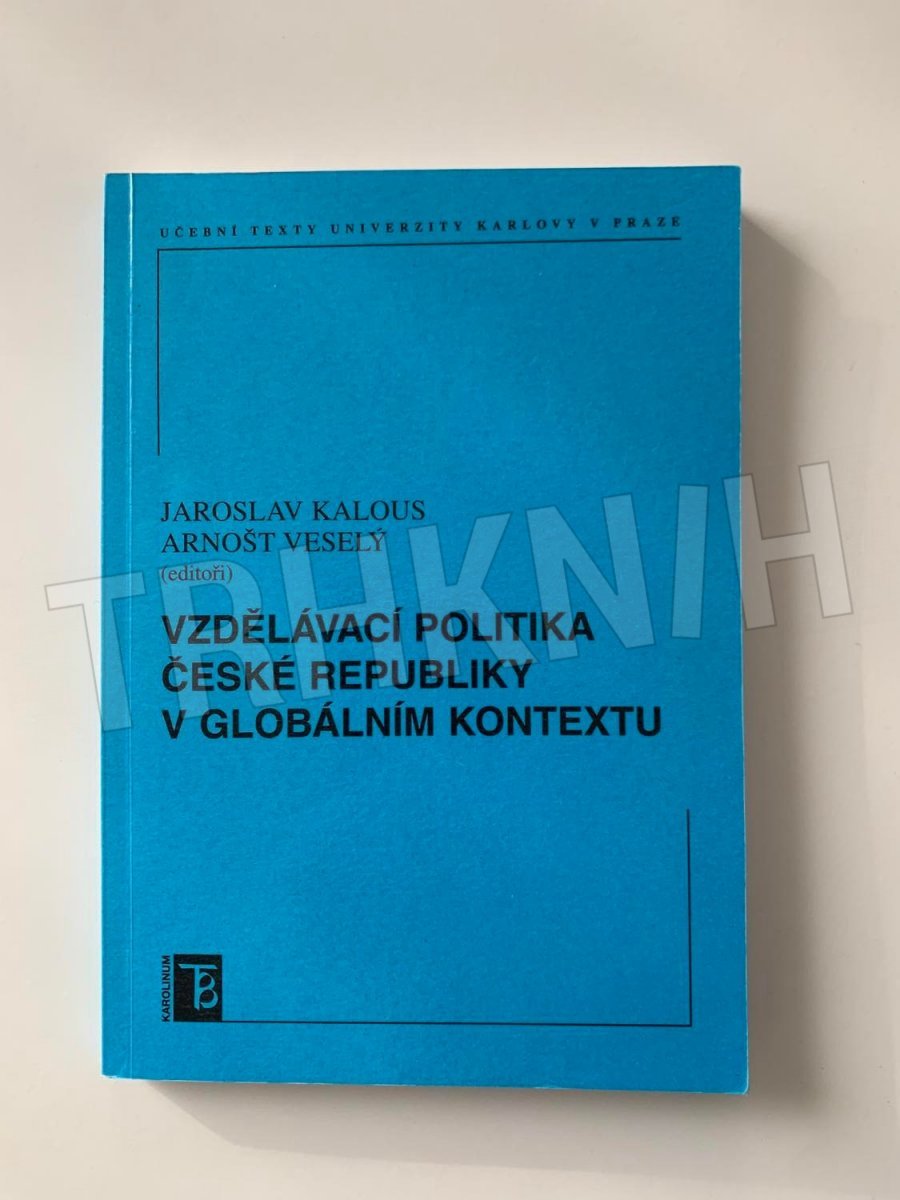 UČEBNÍ TEXTY UNIVERZITY KARLOVY V PRAZE
JAROSLAV KALOUS
ARNOŠT VESELÝ
(editoři)
VZDĚLÁVACÍ POLITIKA
ČESKÉ REPUBLIKY
V GLOBÁLNÍM KONTEXTU
KAROLINUM
TRHKNIH